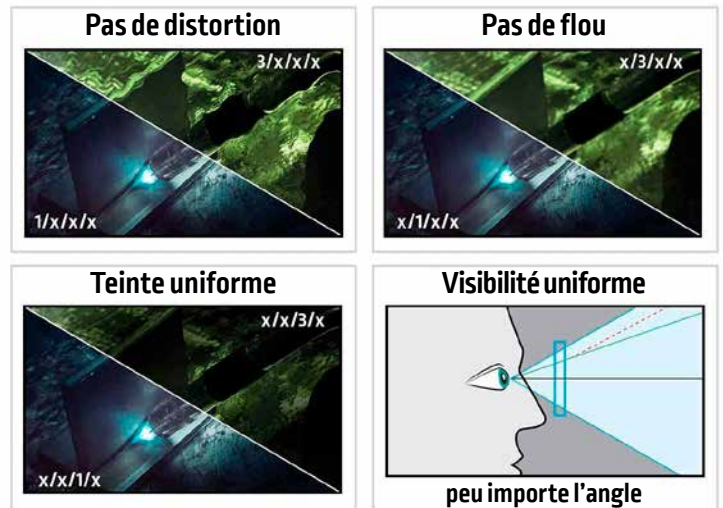 Pas de distortion
3/x/x/x
1/x/x/x
Pas de flou
x/3/x/x
x/1/x/x
Teinte uniforme
x/x/3/x
x/x/1/x
Visibilité uniforme
peu importe l'angle